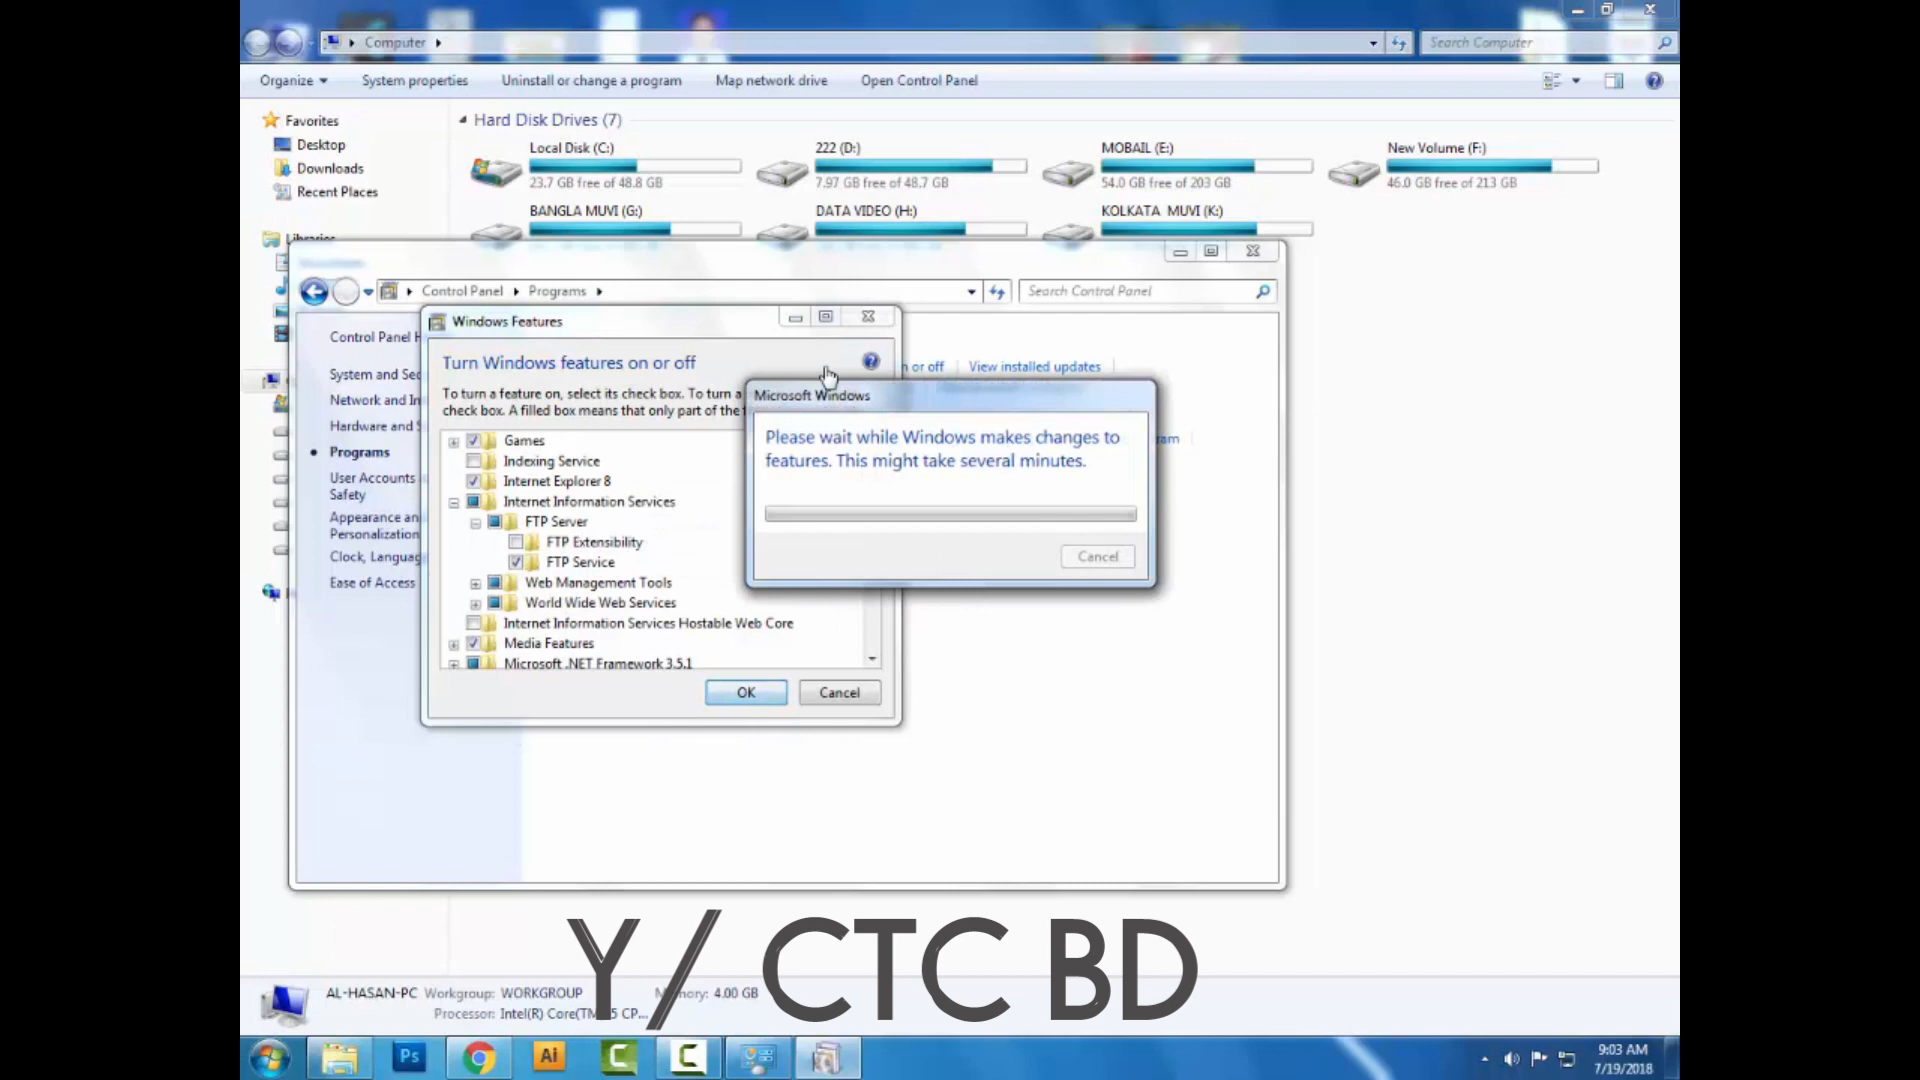 Computer
Search Computer
Organize
System properties
Uninstall or change a program
Map network drive
Open Control Panel
Favorites
Desktop
Downloads
Recent Places
Libraries
Hard Disk Drives (7)
Local Disk (C:)
23.7 GB free of 48.8 GB
222 (D:)
7.97 GB free of 48.7 GB
MOBAIL (E:)
54.0 GB free of 203 GB
New Volume (F:)
46.0 GB free of 213 GB
BANGLA MUVI (G:)
DATA VIDEO (H:)
KOLKATA MUVI (K:)
Control Panel
Programs
Search Control Panel
Control Panel H
System and Sec
Network and In
Hardware and S
Programs
User Accounts
Safety
Appearance an
Personalization
Clock, Languag
Ease of Access
n or off
View installed updates
ram
Windows Features
Turn Windows features on or off
To turn a feature on, select its check box. To turn a
check box. A filled box means that only part of the f
Games
Indexing Service
Internet Explorer 8
Internet Information Services
FTP Server
FTP Extensibility
FTP Service
Web Management Tools
World Wide Web Services
Internet Information Services Hostable Web Core
Media Features
Microsoft .NET Framework 3.5.1
OK
Cancel
Microsoft Windows
Please wait while Windows makes changes to
features. This might take several minutes.
Cancel
Y/ CTC BD
AL-HASAN-PC Workgroup: WORKGROUP
Memory: 4.00 GB
Processor: Intel(R) Core(TM) 5 CP...
Ps
Ai
9:03 AM
7/19/2018